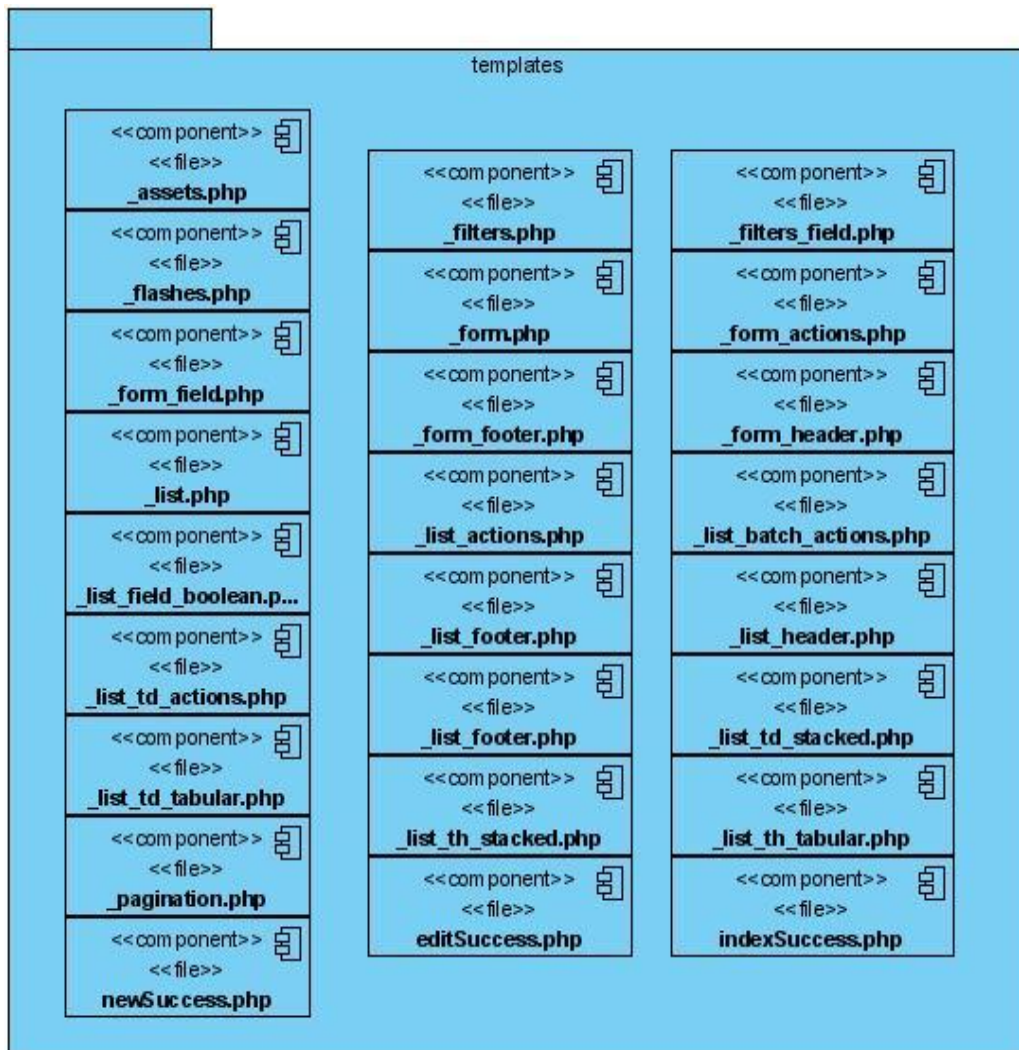 templates
<<component>>
<<file>>
_assets.php
<<component>>
<<file>>
_flashes.php
<<component>>
<<file>>
_form_field.php
<<component>>
<<file>>
_list.php
<<component>>
<<file>>
_list_field_boolean.p...
<<component>>
<<file>>
_list_td_actions.php
<<component>>
<<file>>
_list_td_tabular.php
<<component>>
<<file>>
_pagination.php
<<component>>
<<file>>
newSuccess.php
<<component>>
<<file>>
_filters.php
<<component>>
<<file>>
_form.php
<<component>>
<<file>>
_form_footer.php
<<component>>
<<file>>
_list_actions.php
<<component>>
<<file>>
_list_footer.php
<<component>>
<<file>>
_list_footer.php
<<component>>
<<file>>
_list_th_stacked.php
<<component>>
<<file>>
editSuccess.php
<<component>>
<<file>>
_filters_field.php
<<component>>
<<file>>
_form_actions.php
<<component>>
<<file>>
_form_header.php
<<component>>
<<file>>
_list_batch_actions.php
<<component>>
<<file>>
_list_header.php
<<component>>
<<file>>
_list_td_stacked.php
<<component>>
<<file>>
_list_th_tabular.php
<<component>>
<<file>>
indexSuccess.php